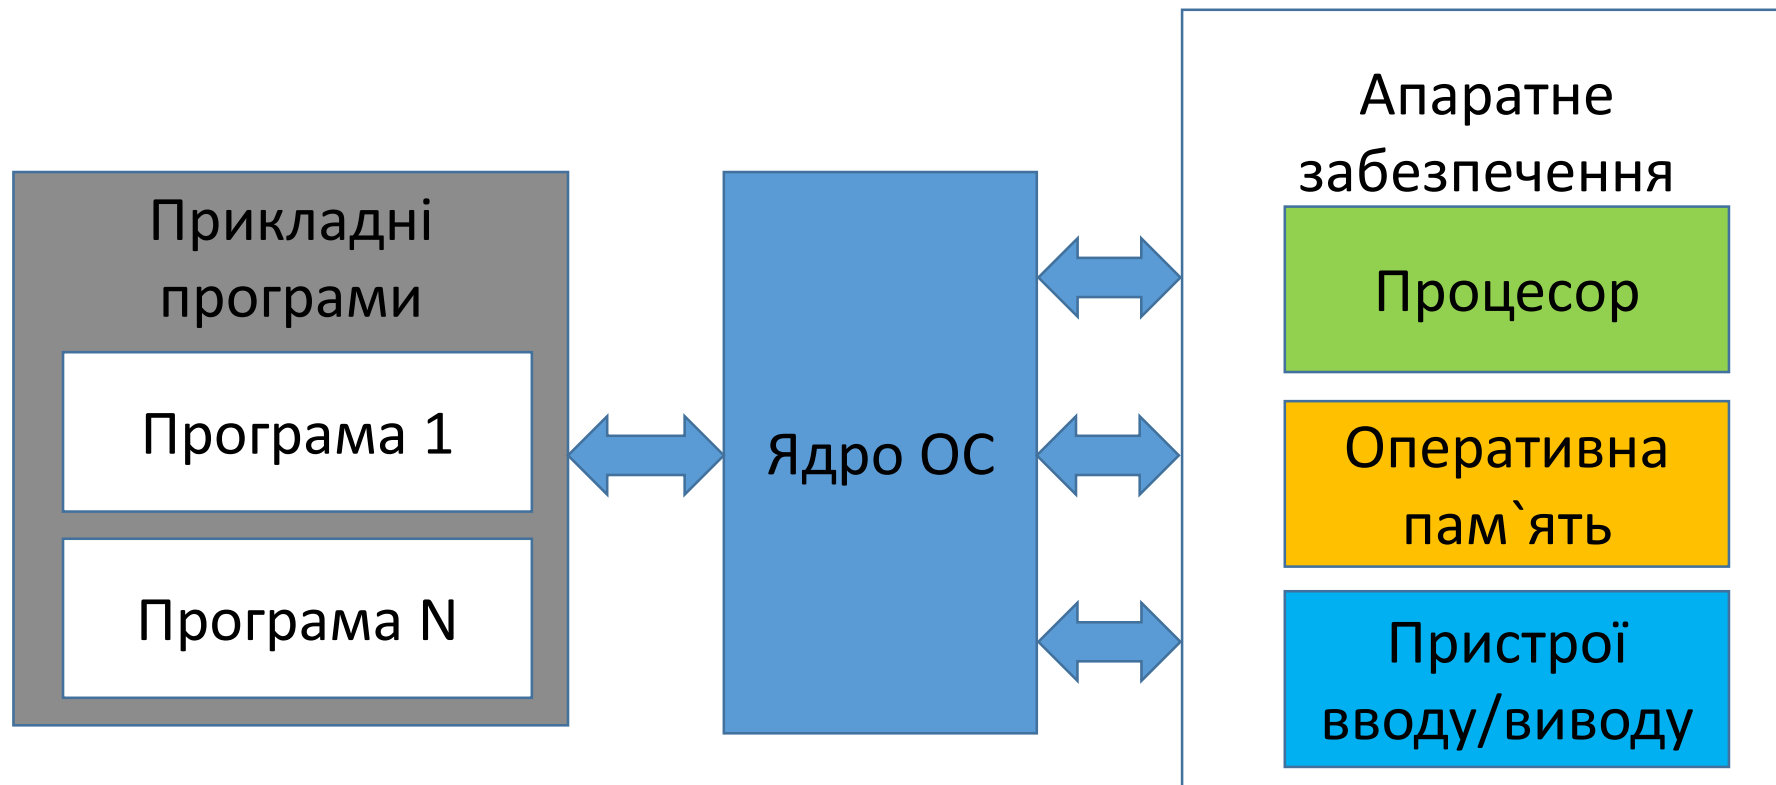 Прикладні
програми
Програма 1
Програма N
Ядро ОС
Апаратне
забезпечення
Процесор
Оперативна
пам`ять
Пристрої
вводу/виводу